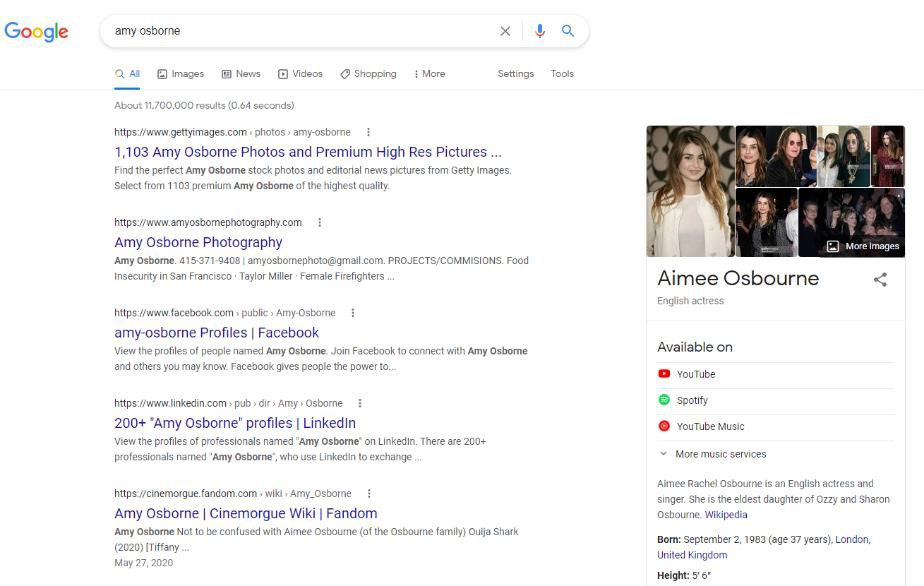 Google
amy osborne
All Images News Videos Shopping More Settings Tools
About 11,700,000 results (0.64 seconds)
https://www.gettyimages.com › photos › amy-osborne
1,103 Amy Osborne Photos and Premium High Res Pictures ...
Find the perfect Amy Osborne stock photos and editorial news pictures from Getty Images.
Select from 1103 premium Amy Osborne of the highest quality.
https://www.amyosbornephotography.com
Amy Osborne Photography
Amy Osborne. 415-371-9408 | amyosbornephoto@gmail.com. PROJECTS/COMMISIONS. Food
Insecurity in San Francisco · Taylor Miller · Female Firefighters ...
https://www.facebook.com › public › Amy-Osborne
amy-osborne Profiles | Facebook
View the profiles of people named Amy Osborne. Join Facebook to connect with Amy Osborne
and others you may know. Facebook gives people the power to...
https://www.linkedin.com › pub › dir › Amy › Osborne
200+ "Amy Osborne" profiles | LinkedIn
View the profiles of professionals named "Amy Osborne" on LinkedIn. There are 200+
professionals named "Amy Osborne", who use LinkedIn to exchange ...
https://cinemorgue.fandom.com › wiki › Amy_Osborne
Amy Osborne | Cinemorgue Wiki | Fandom
Amy Osborne Not to be confused with Aimee Osbourne (of the Osbourne family) Ouija Shark
(2020) [Tiffany ...
May 27, 2020
More images
Aimee Osbourne
English actress
Available on
YouTube
Spotify
YouTube Music
More music services
Aimee Rachel Osbourne is an English actress and
singer. She is the eldest daughter of Ozzy and Sharon
Osbourne. Wikipedia
Born: September 2, 1983 (age 37 years), London,
United Kingdom
Height: 5' 6"